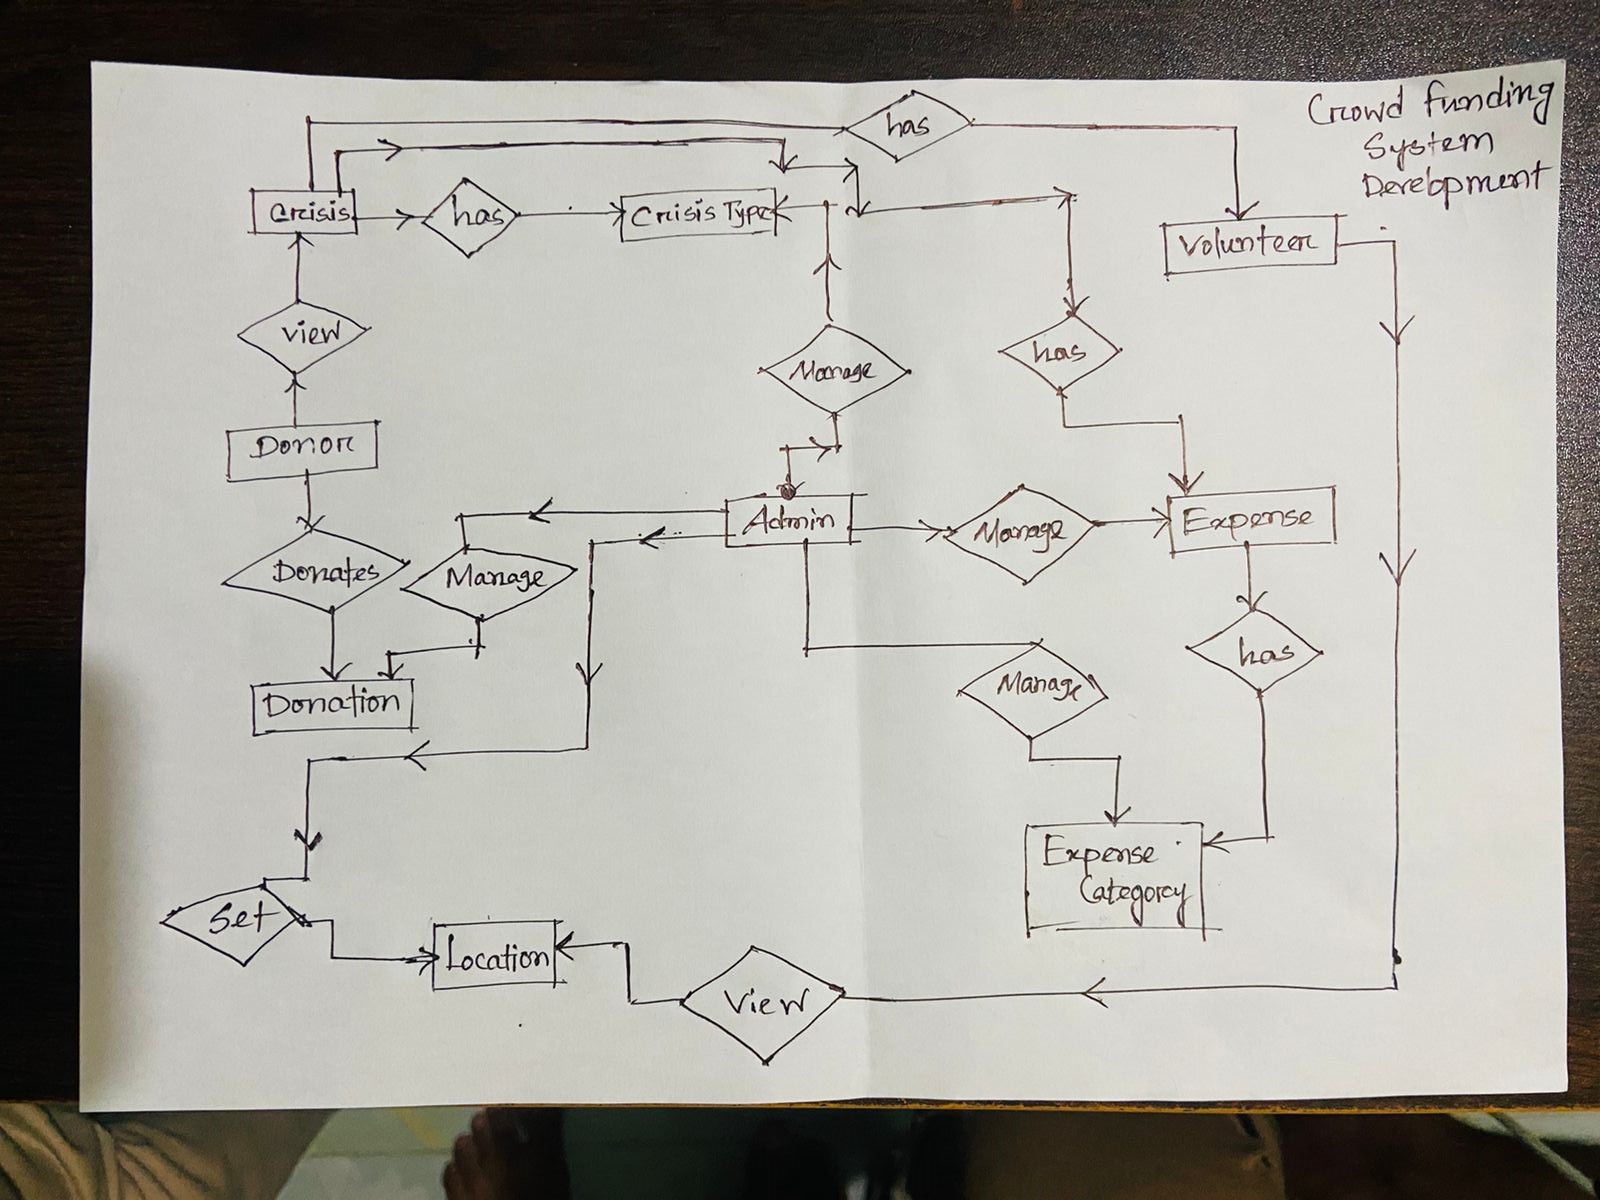 Crowd Funding
System
Development
has
Crisis
has
Crisis Type
Volunteer
view
Manage
has
Donor
Admin
Manage
Expense
Donates
Manage
has
Donation
Manage
Expense
Category
Set
Location
View